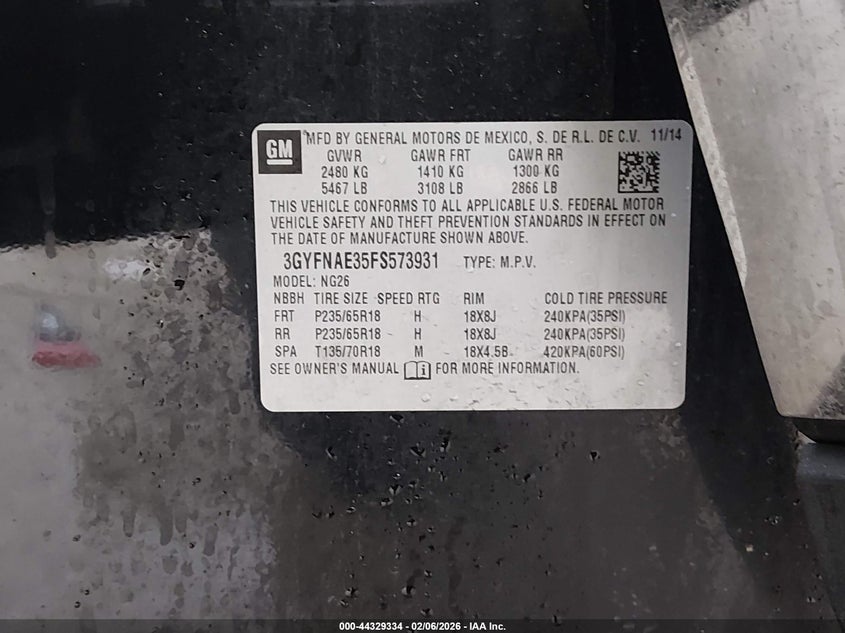 GM
MFD BY GENERAL MOTORS DE MEXICO, S. DE R.L. DE C.V. 11/14
GVWR GAWR FRT GAWR RR
2480 KG 1410 KG 1300 KG
5467 LB 3108 LB 2866 LB
THIS VEHICLE CONFORMS TO ALL APPLICABLE U.S. FEDERAL MOTOR
VEHICLE SAFETY AND THEFT PREVENTION STANDARDS IN EFFECT ON
THE DATE OF MANUFACTURE SHOWN ABOVE.
3GYFNAE35FS573931 TYPE: M.P.V.
MODEL: NG26
NBBH TIRE SIZE SPEED RTG RIM COLD TIRE PRESSURE
FRT P235/65R18 H 18X8J 240KPA(35PSI)
RR P235/65R18 H 18X8J 240KPA(35PSI)
SPA T135/70R18 M 18X4.5B 420KPA(60PSI)
SEE OWNER'S MANUAL FOR MORE INFORMATION.
000-44329334 - 02/06/2026 - IAA Inc.